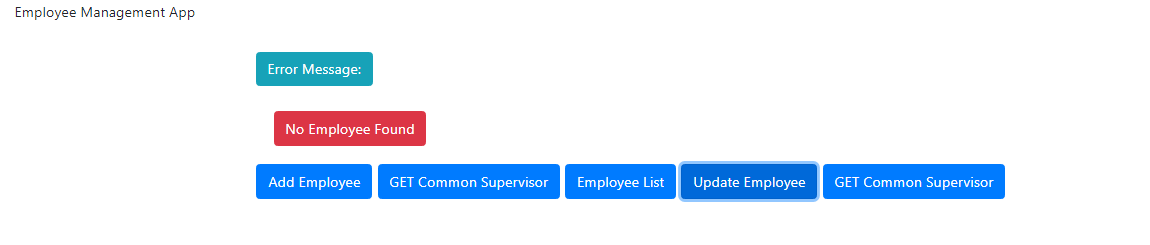 Employee Management App
Error Message:
No Employee Found
Add Employee GET Common Supervisor Employee List Update Employee GET Common Supervisor